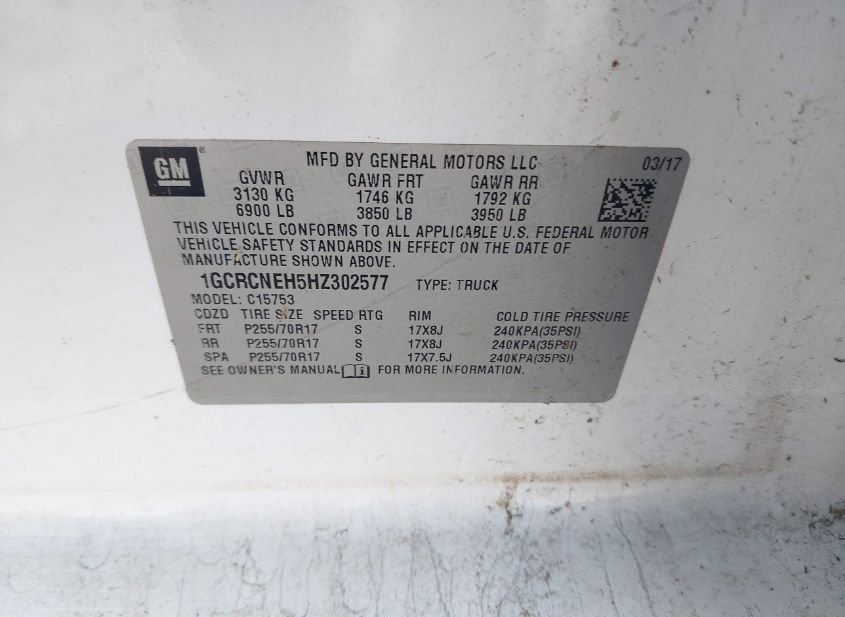 GM ® MFD BY GENERAL MOTORS LLC 03/17
GVWR GAWR FRT GAWR RR
3130 KG 1746 KG 1792 KG
6900 LB 3850 LB 3950 LB
THIS VEHICLE CONFORMS TO ALL APPLICABLE U.S. FEDERAL MOTOR
VEHICLE SAFETY STANDARDS IN EFFECT ON THE DATE OF
MANUFACTURE SHOWN ABOVE.
1GCRCNEH5HZ302577 TYPE: TRUCK
MODEL: C15753
CDZD TIRE SIZE SPEED RTG RIM COLD TIRE PRESSURE
FRT P255/70R17 S 17X8J 240KPA(35PSI)
RR P255/70R17 S 17X8J 240KPA(35PSI)
SPA P255/70R17 S 17X7.5J 240KPA(35PSI)
SEE OWNER'S MANUAL FOR MORE INFORMATION.